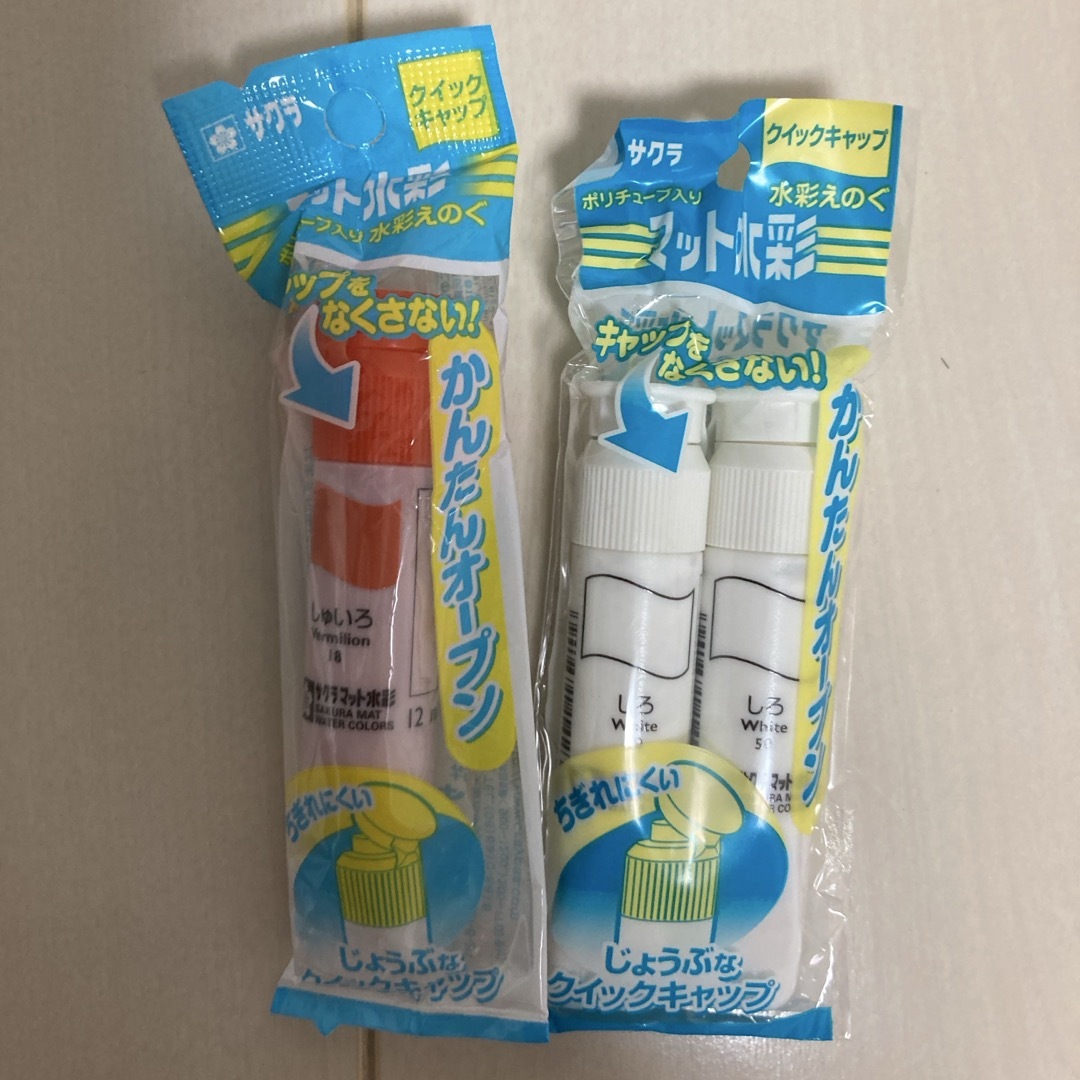 サクラ
クイック
キャップ
マット水彩
水彩えのぐ
なくさない!
かんたんオープン
しゅいろ
Vermilion
18
サクラマット水彩
SAKURA MAT
WATER COLORS
12
ちぎれにくい
じょうぶな
クイックキャップ
サクラ
クイックキャップ
ポリチューブ入り
水彩えのぐ
マット水彩
キャップを
なくさない!
かんたんオープン
しろ
White
しろ
White
50
ちぎれにくい
じょうぶな
クイックキャップ